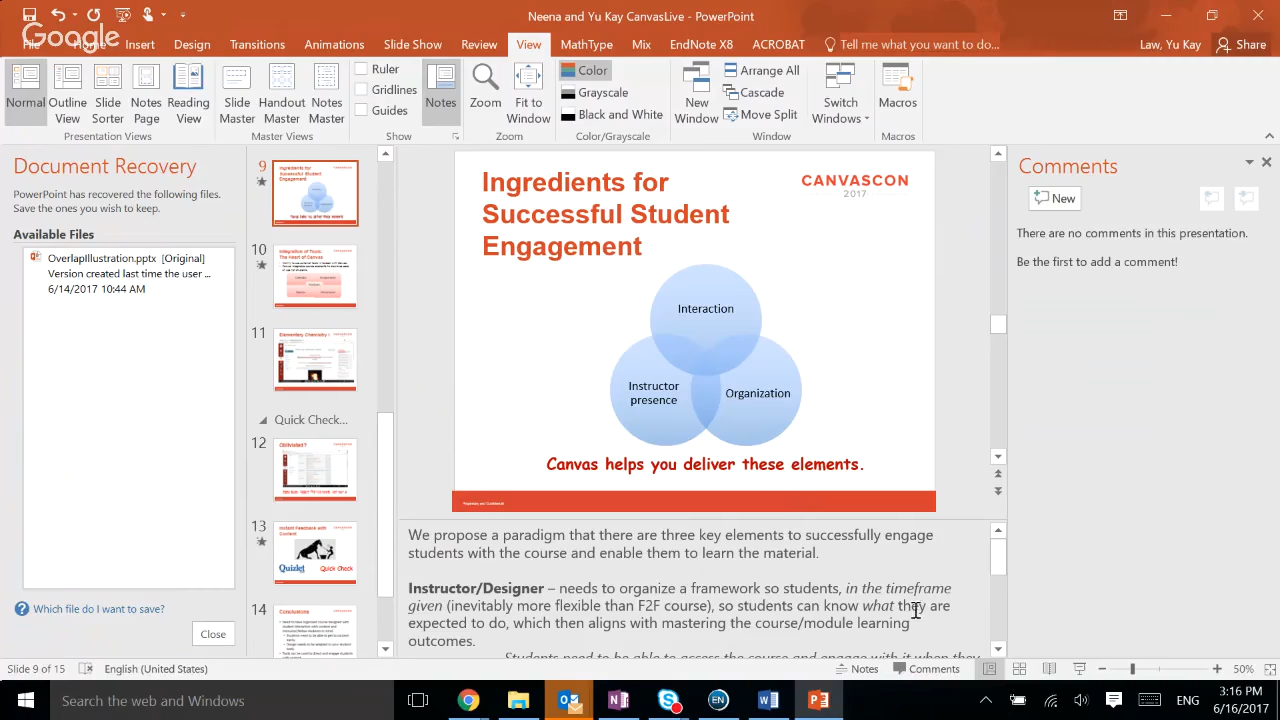 Neena and Yu Kay - PowerPoint
Google
File Home Insert Design Transitions Animations Slide Show Review View MathType Mix EndNote X8 ACROBAT Tell me what you want to do... Law, Yu Kay Share
Normal Outline View Slide Sorter Notes Page Reading View
Slide Master Handout Master Notes Master
Ruler
Gridlines
Guides
Notes
Zoom Fit to Window
Color
Grayscale
Black and White
New Window
Arrange All
Cascade
Move Split
Switch Windows
Macros
Presentation Views Master Views Show Zoom Color/Grayscale Window Macros
Document Recovery
PowerPoint has recovered the following files.
Save the ones you wish to keep.
Available Files
OverlapIllustration.pptx [Original]
Version created last time the user...
5/14/2017 10:44 AM
Which file do I want to save?
Close
9
Ingredients for
Successful Student
Engagement
10
Integration of Tools:
The Heart of Canvas
11
Elementary Chemistry I
Quick Check...
12
Obliviated?
13
Instant Feedback with
Content
Quizlet Quick Check
14
Conclusions
Ingredients for
Successful Student
Engagement
CANVASCON
2017
Interaction
Instructor
presence
Organization
Canvas helps you deliver these elements.
Proprietary and Confidential
We propose a paradigm that there are three key elements to successfully engage
students with the course and enable them to learn the material.
Instructor/Designer – needs to organize a framework so students, in the timeframe
given (inevitably more flexible than F2F course), so students can know what they are
expected to do, which then aligns with mastering the course/module learning
outcomes.
Comments
New
There are no comments in this presentation.
Be the first to add a comment!
Slide 9 of 15 English (United States) Notes Comments 50%
Search the web and Windows
ENG
3:16 PM
6/16/2017